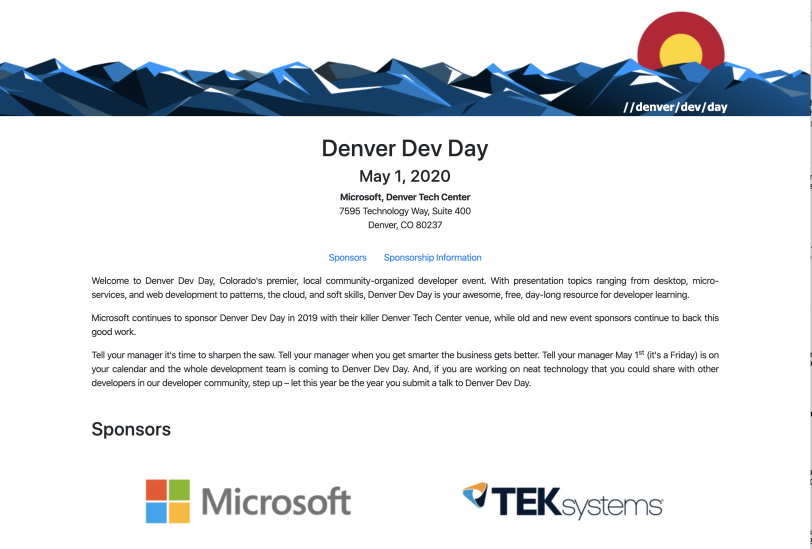 //denver/dev/day
Denver Dev Day
May 1, 2020
Microsoft, Denver Tech Center
7595 Technology Way, Suite 400
Denver, CO 80237
Sponsors Sponsorship Information
Welcome to Denver Dev Day, Colorado's premier, local community-organized developer event. With presentation topics ranging from desktop, micro-
services, and web development to patterns, the cloud, and soft skills, Denver Dev Day is your awesome, free, day-long resource for developer learning.
Microsoft continues to sponsor Denver Dev Day in 2019 with their killer Denver Tech Center venue, while old and new event sponsors continue to back this
good work.
Tell your manager it's time to sharpen the saw. Tell your manager when you get smarter the business gets better. Tell your manager May 1st (it's a Friday) is on
your calendar and the whole development team is coming to Denver Dev Day. And, if you are working on neat technology that you could share with other
developers in our developer community, step up – let this year be the year you submit a talk to Denver Dev Day.
Sponsors
Microsoft TEKsystems